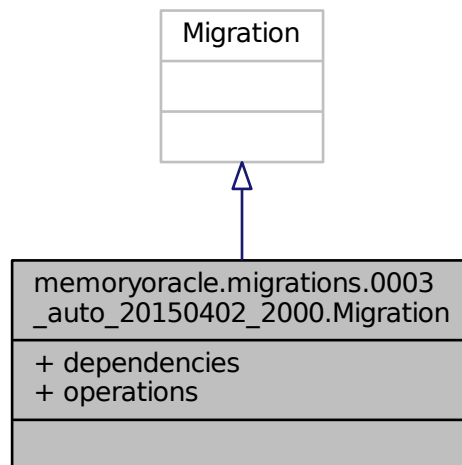 Migration
memoryoracle.migrations.0003
_auto_20150402_2000.Migration
+ dependencies
+ operations